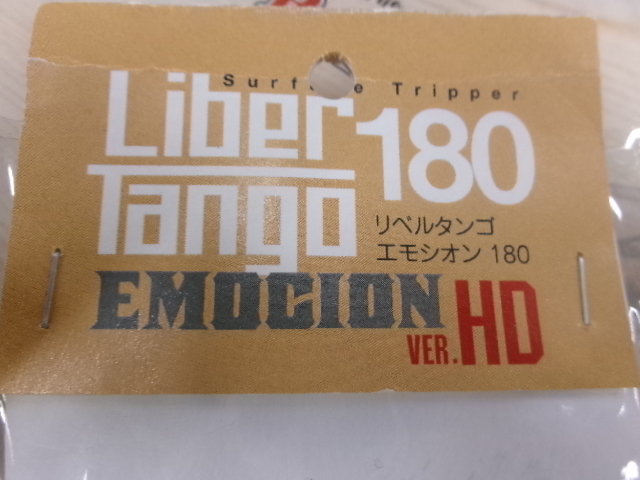 Surface Tripper
Liber
Tango
180
リベルタンゴ
エモシオン 180
EMOCION
VER.HD